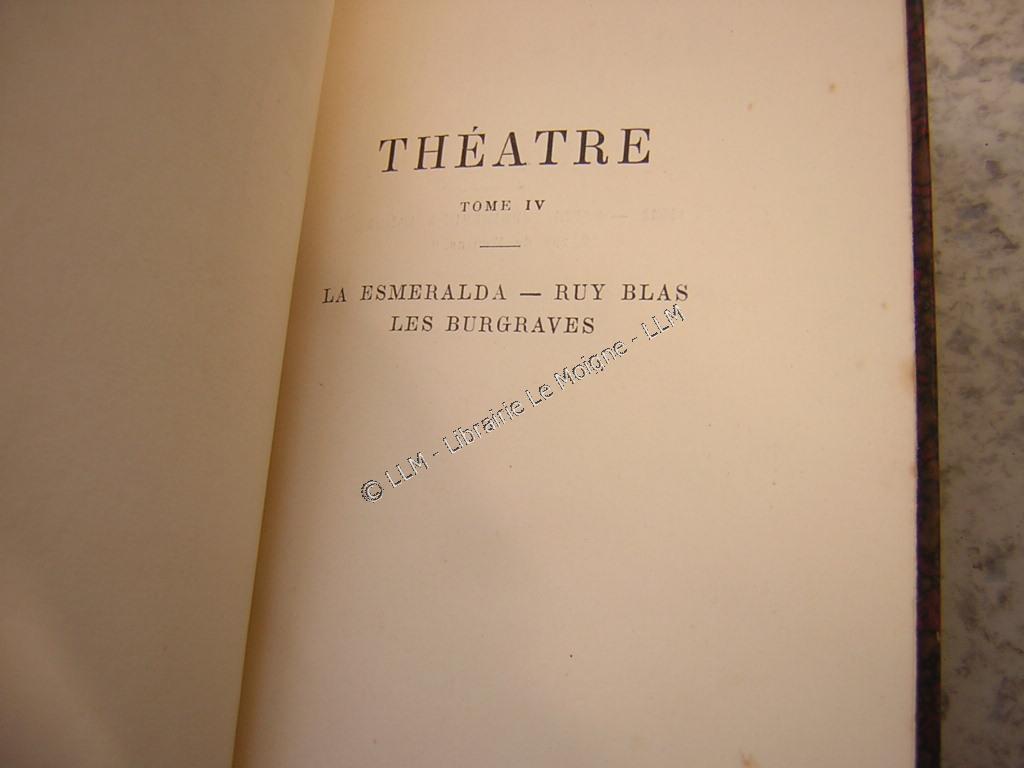 THÉATRE
TOME IV
LA ESMERALDA — RUY BLAS
LES BURGRAVES
© LLM - Librairie Le Moigne - LLM